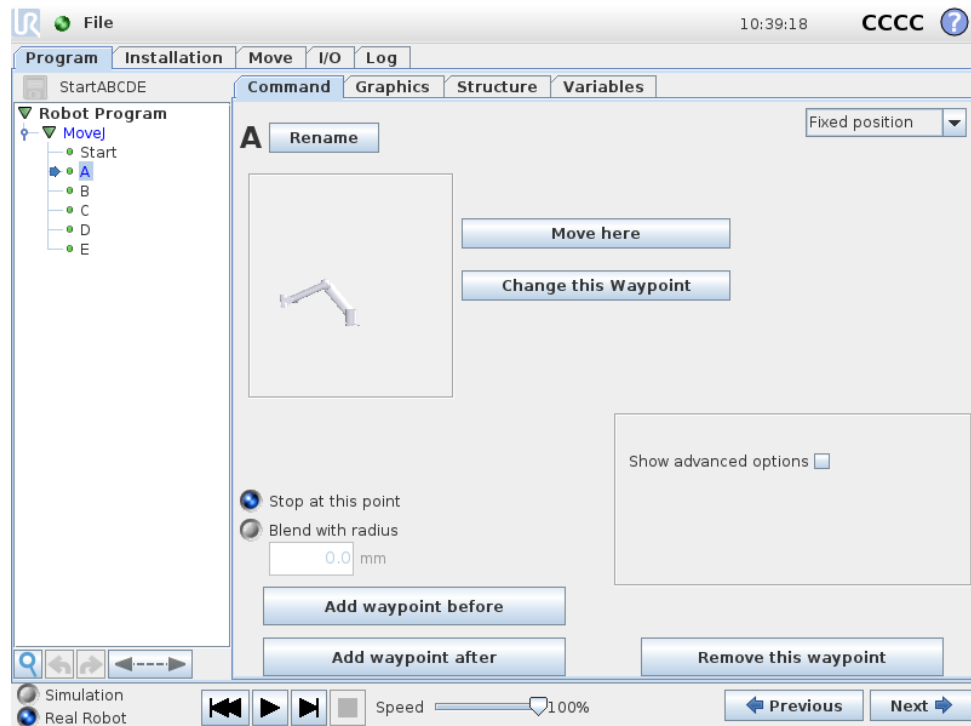 UR File 10:39:18 CCCC ?
Program Installation Move I/O Log
StartABCDE Command Graphics Structure Variables
Robot Program
MoveJ
Start
A
B
C
D
E
A Rename Fixed position
Move here
Change this Waypoint
Show advanced options
Stop at this point
Blend with radius
0.0 mm
Add waypoint before
Add waypoint after Remove this waypoint
Simulation
Real Robot
Speed 100% Previous Next